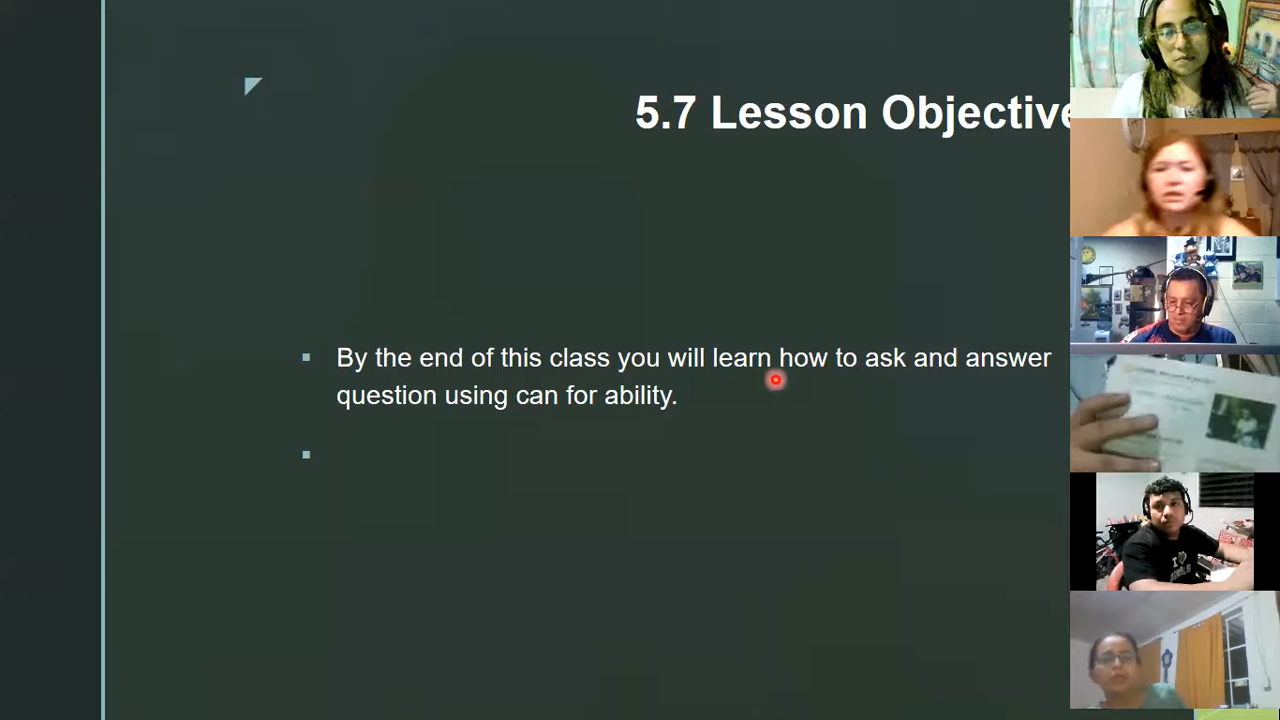 5.7 Lesson Objective
By the end of this class you will learn how to ask and answer
question using can for ability.